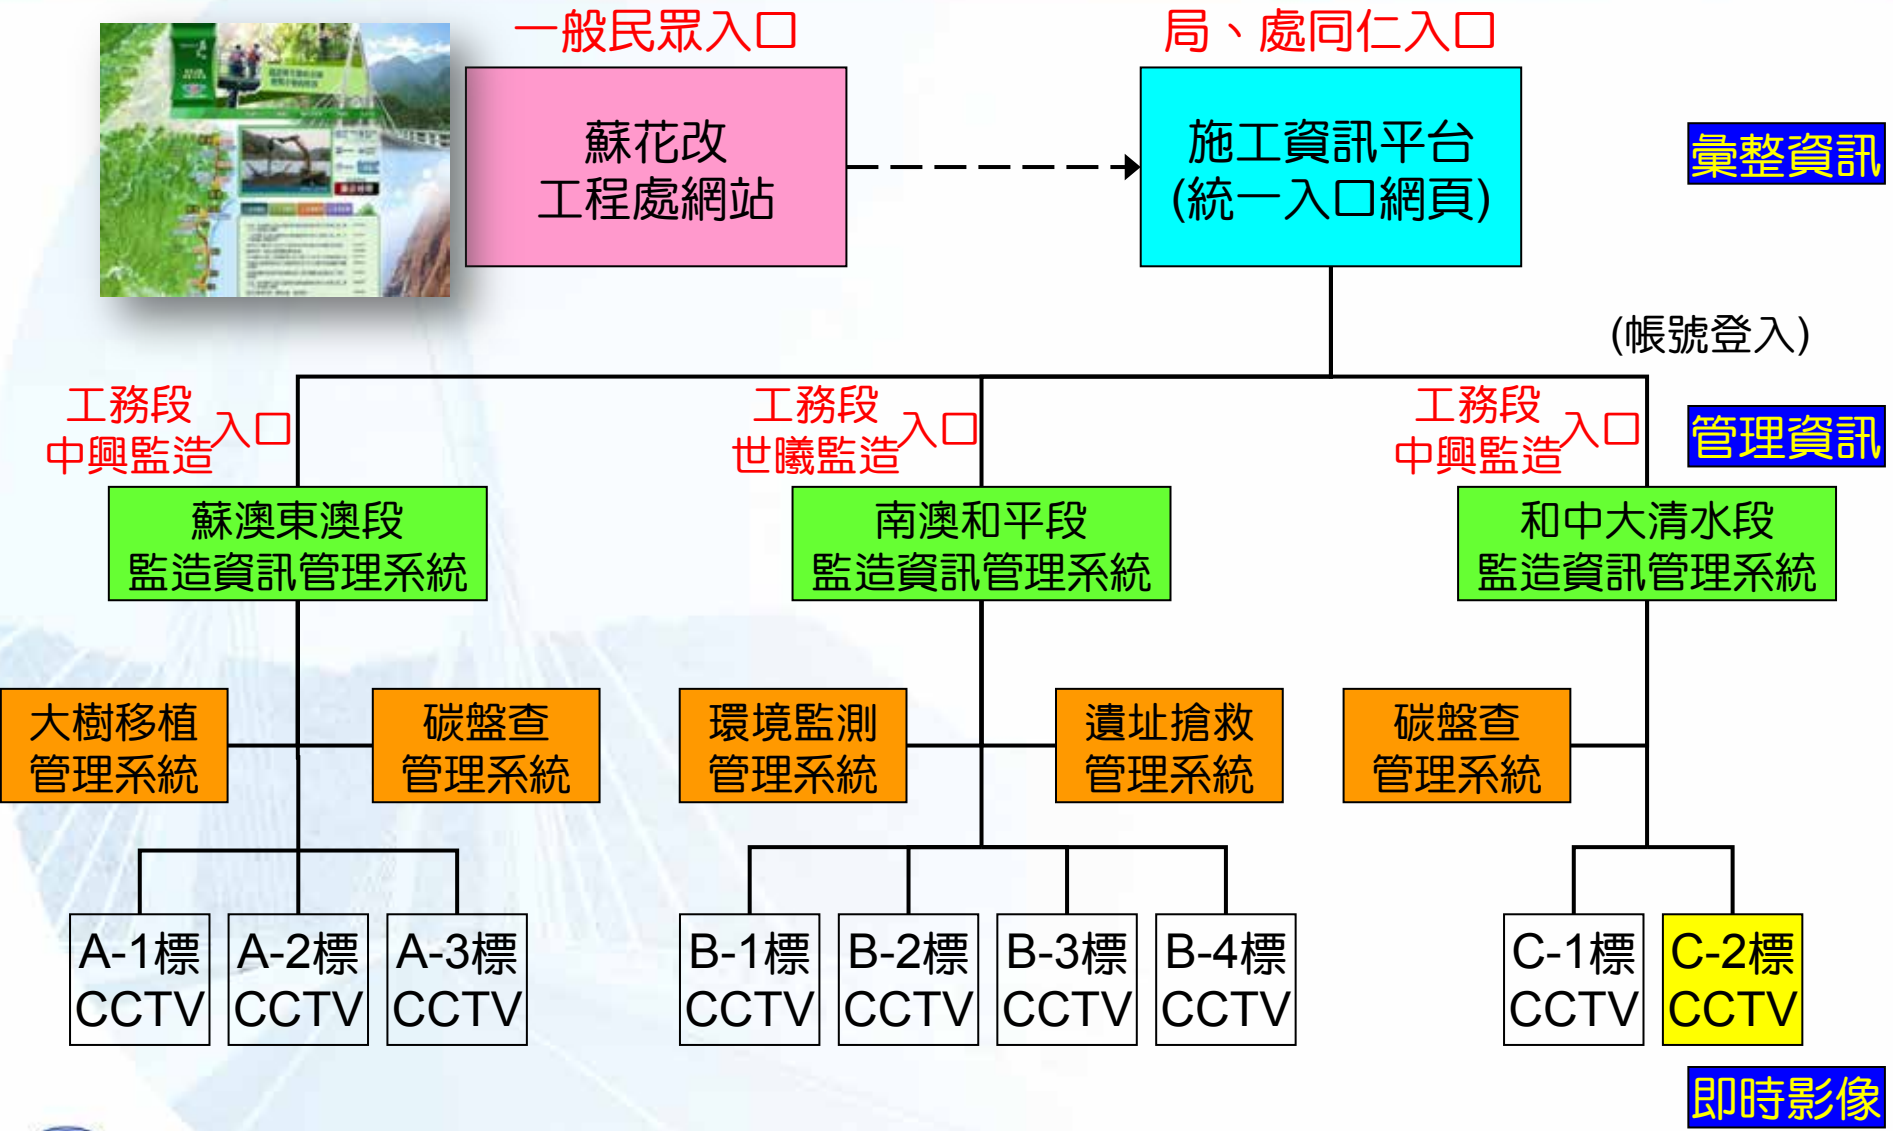 一般民眾入口
局、處同仁入口
蘇花改
工程處網站
施工資訊平台
(統一入口網頁)
彙整資訊
(帳號登入)
工務段
中興監造
入口
工務段
世曦監造
入口
工務段
中興監造
入口
管理資訊
蘇澳東澳段
監造資訊管理系統
南澳和平段
監造資訊管理系統
和中大清水段
監造資訊管理系統
大樹移植
管理系統
碳盤查
管理系統
環境監測
管理系統
遺址搶救
管理系統
碳盤查
管理系統
A-1標
CCTV
A-2標
CCTV
A-3標
CCTV
B-1標
CCTV
B-2標
CCTV
B-3標
CCTV
B-4標
CCTV
C-1標
CCTV
C-2標
CCTV
即時影像